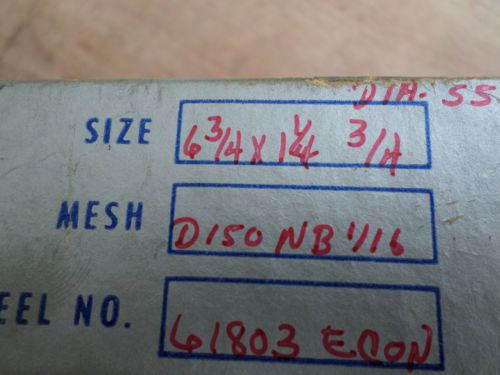 DIA. 55
SIZE 6 3/4 x 1 1/4 3/4
MESH D150 NB 1/16
EEL NO. 61803 ECON